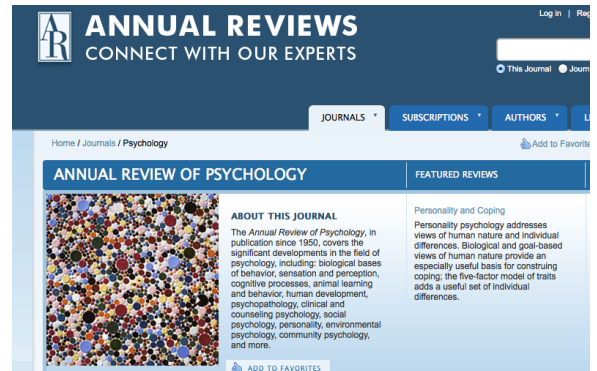 AR
ANNUAL REVIEWS
CONNECT WITH OUR EXPERTS
Log in |
This Journal
JOURNALS SUBSCRIPTIONS AUTHORS
Home / Journals / Psychology
Add to
ANNUAL REVIEW OF PSYCHOLOGY
FEATURED REVIEWS
ABOUT THIS JOURNAL
The Annual Review of Psychology, in
publication since 1950, covers the
significant developments in the field of
psychology, including: biological bases
of behavior, sensation and perception,
cognitive processes, animal learning
and behavior, human development,
psychopathology, clinical and
counseling psychology, social
psychology, personality, environmental
psychology, community psychology,
and more.
ADD TO FAVORITES
Personality and Coping
Personality psychology addresses
views of human nature and individual
differences. Biological and goal-based
views of human nature provide an
especially useful basis for construing
coping; the five-factor model of traits
adds a useful set of individual
differences.